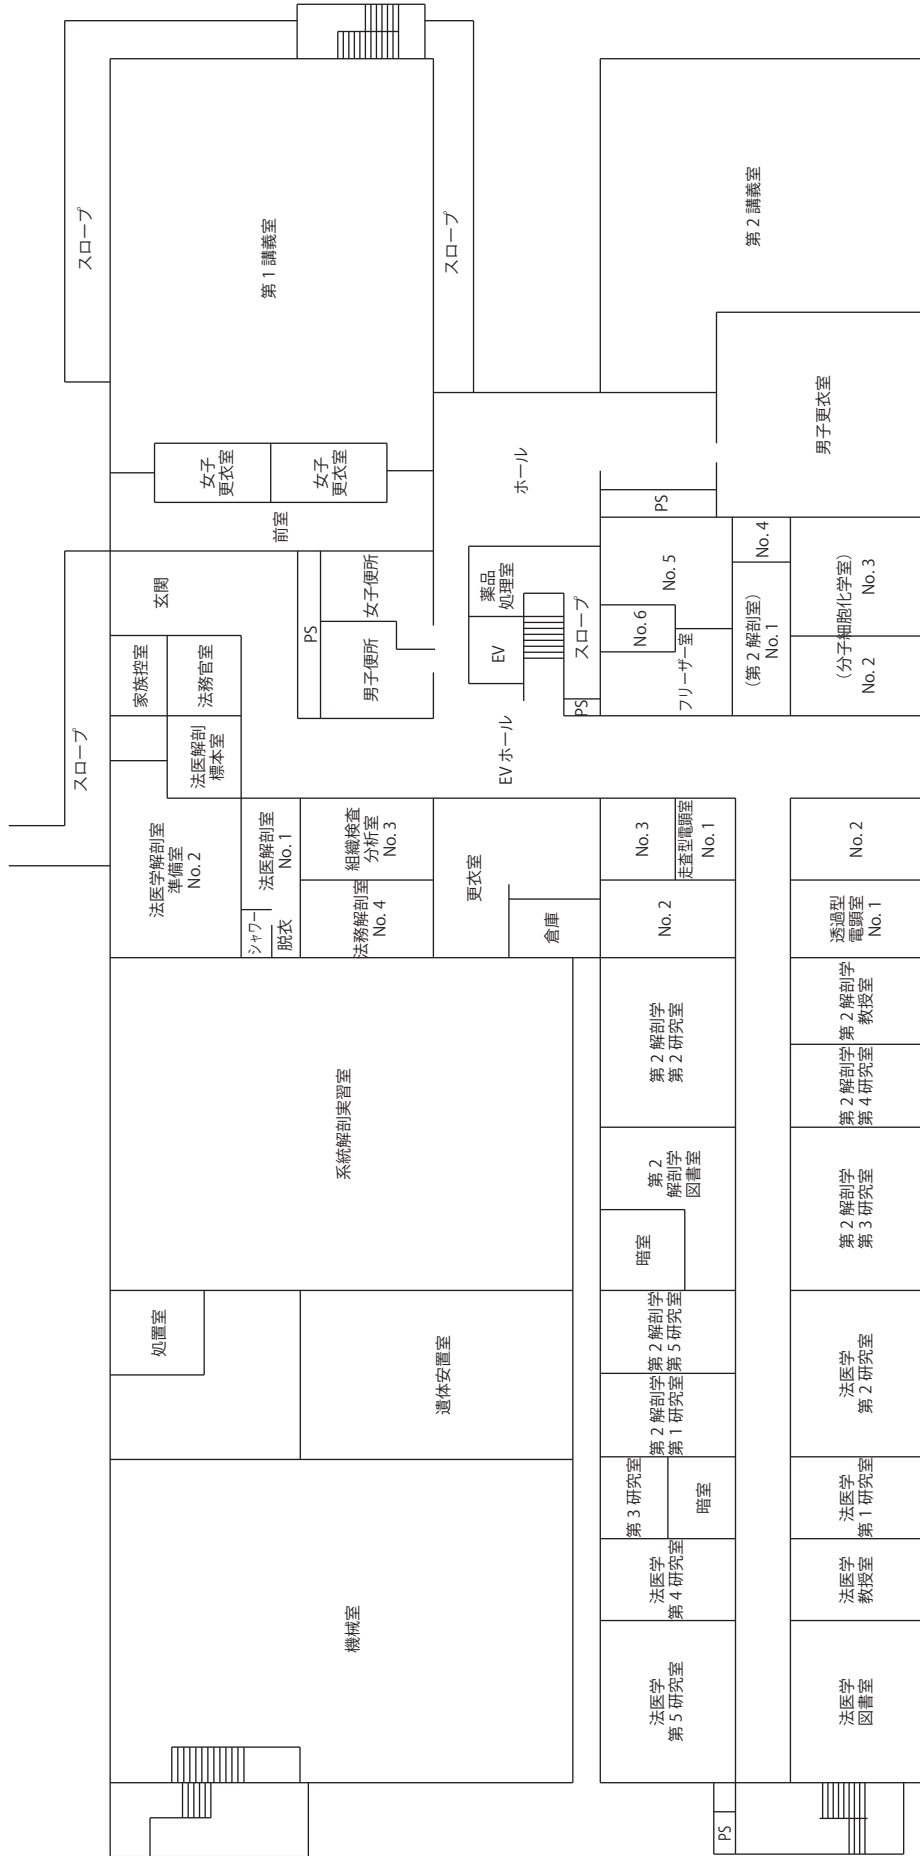 スロープ
第 1 講義室
スロープ
第 2 講義室
男子更衣室
女子
更衣室
女子
更衣室
前室
ホール
PS
玄関
PS
女子便所
男子便所
薬品
処理室
EV
スロープ
PS
EV ホール
No. 5
No. 6
フリーザー室
No. 4
(第 2 解剖室)
No. 1
(分子細胞化学室)
No. 3
No. 2
家族控室
法務官室
法医解剖
標本室
スロープ
法医学解剖室
準備室
No. 2
法医解剖室
No. 1
シャワー
脱衣
組織検査
分析室
No. 3
法務解剖室
No. 4
更衣室
倉庫
No. 3
走査型電顕室
No. 1
No. 2
No. 2
透過型
電顕室
No. 1
系統解剖実習室
第 2 解剖学
第 2 研究室
第 2
解剖学
図書室
暗室
第 2 解剖学
教授室
第 2 解剖学
第 4 研究室
第 2 解剖学
第 3 研究室
処置室
遺体安置室
第 2 解剖学
第 5 研究室
第 2 解剖学
第 1 研究室
法医学
第 2 研究室
機械室
第 3 研究室
暗室
法医学
第 4 研究室
法医学
第 5 研究室
法医学
第 1 研究室
法医学
教授室
法医学
図書室
PS